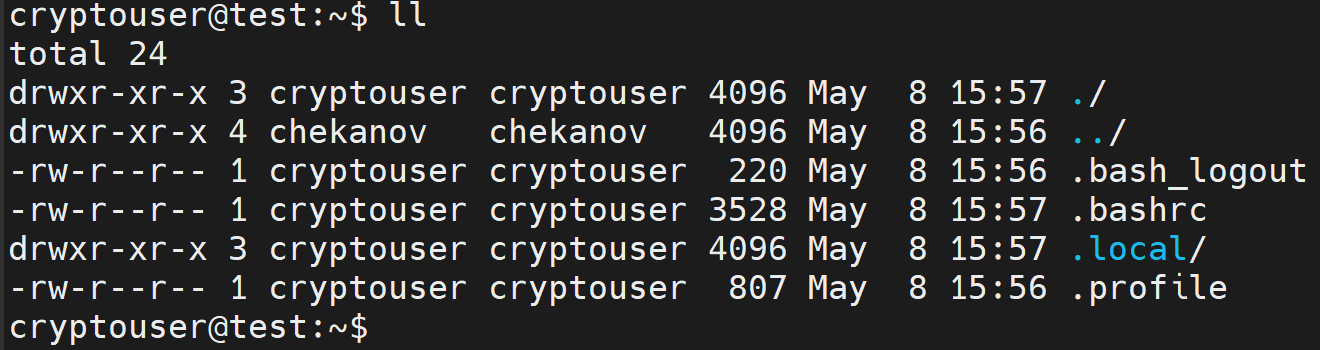 cryptouser@test:~$ ll
total 24
drwxr-xr-x 3 cryptouser cryptouser 4096 May  8 15:57 ./
drwxr-xr-x 4 chekanov   chekanov   4096 May  8 15:56 ../
-rw-r--r-- 1 cryptouser cryptouser  220 May  8 15:56 .bash_logout
-rw-r--r-- 1 cryptouser cryptouser 3528 May  8 15:57 .bashrc
drwxr-xr-x 3 cryptouser cryptouser 4096 May  8 15:57 .local/
-rw-r--r-- 1 cryptouser cryptouser  807 May  8 15:56 .profile
cryptouser@test:~$